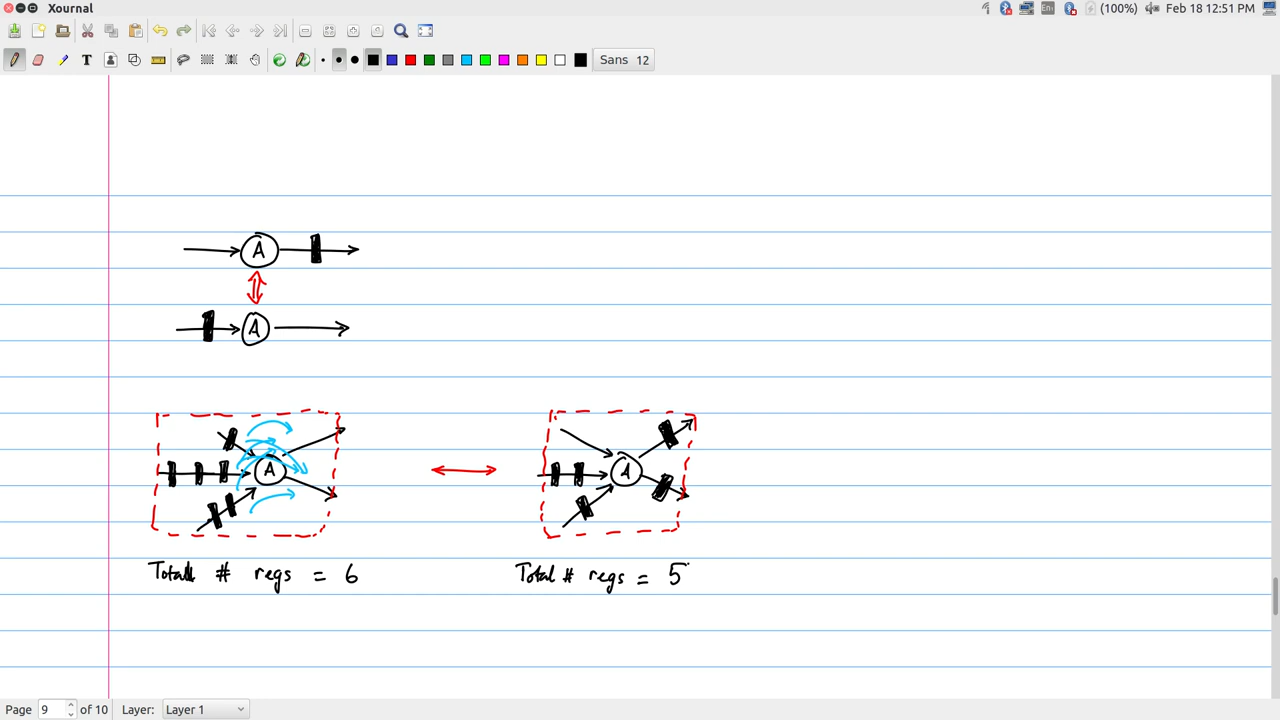 Xournal
(100%) Feb 18 12:51 PM
T Sans 12
A
A
A A
Total # regs = 6 Total # regs = 5
Page 9 of 10 Layer: Layer 1